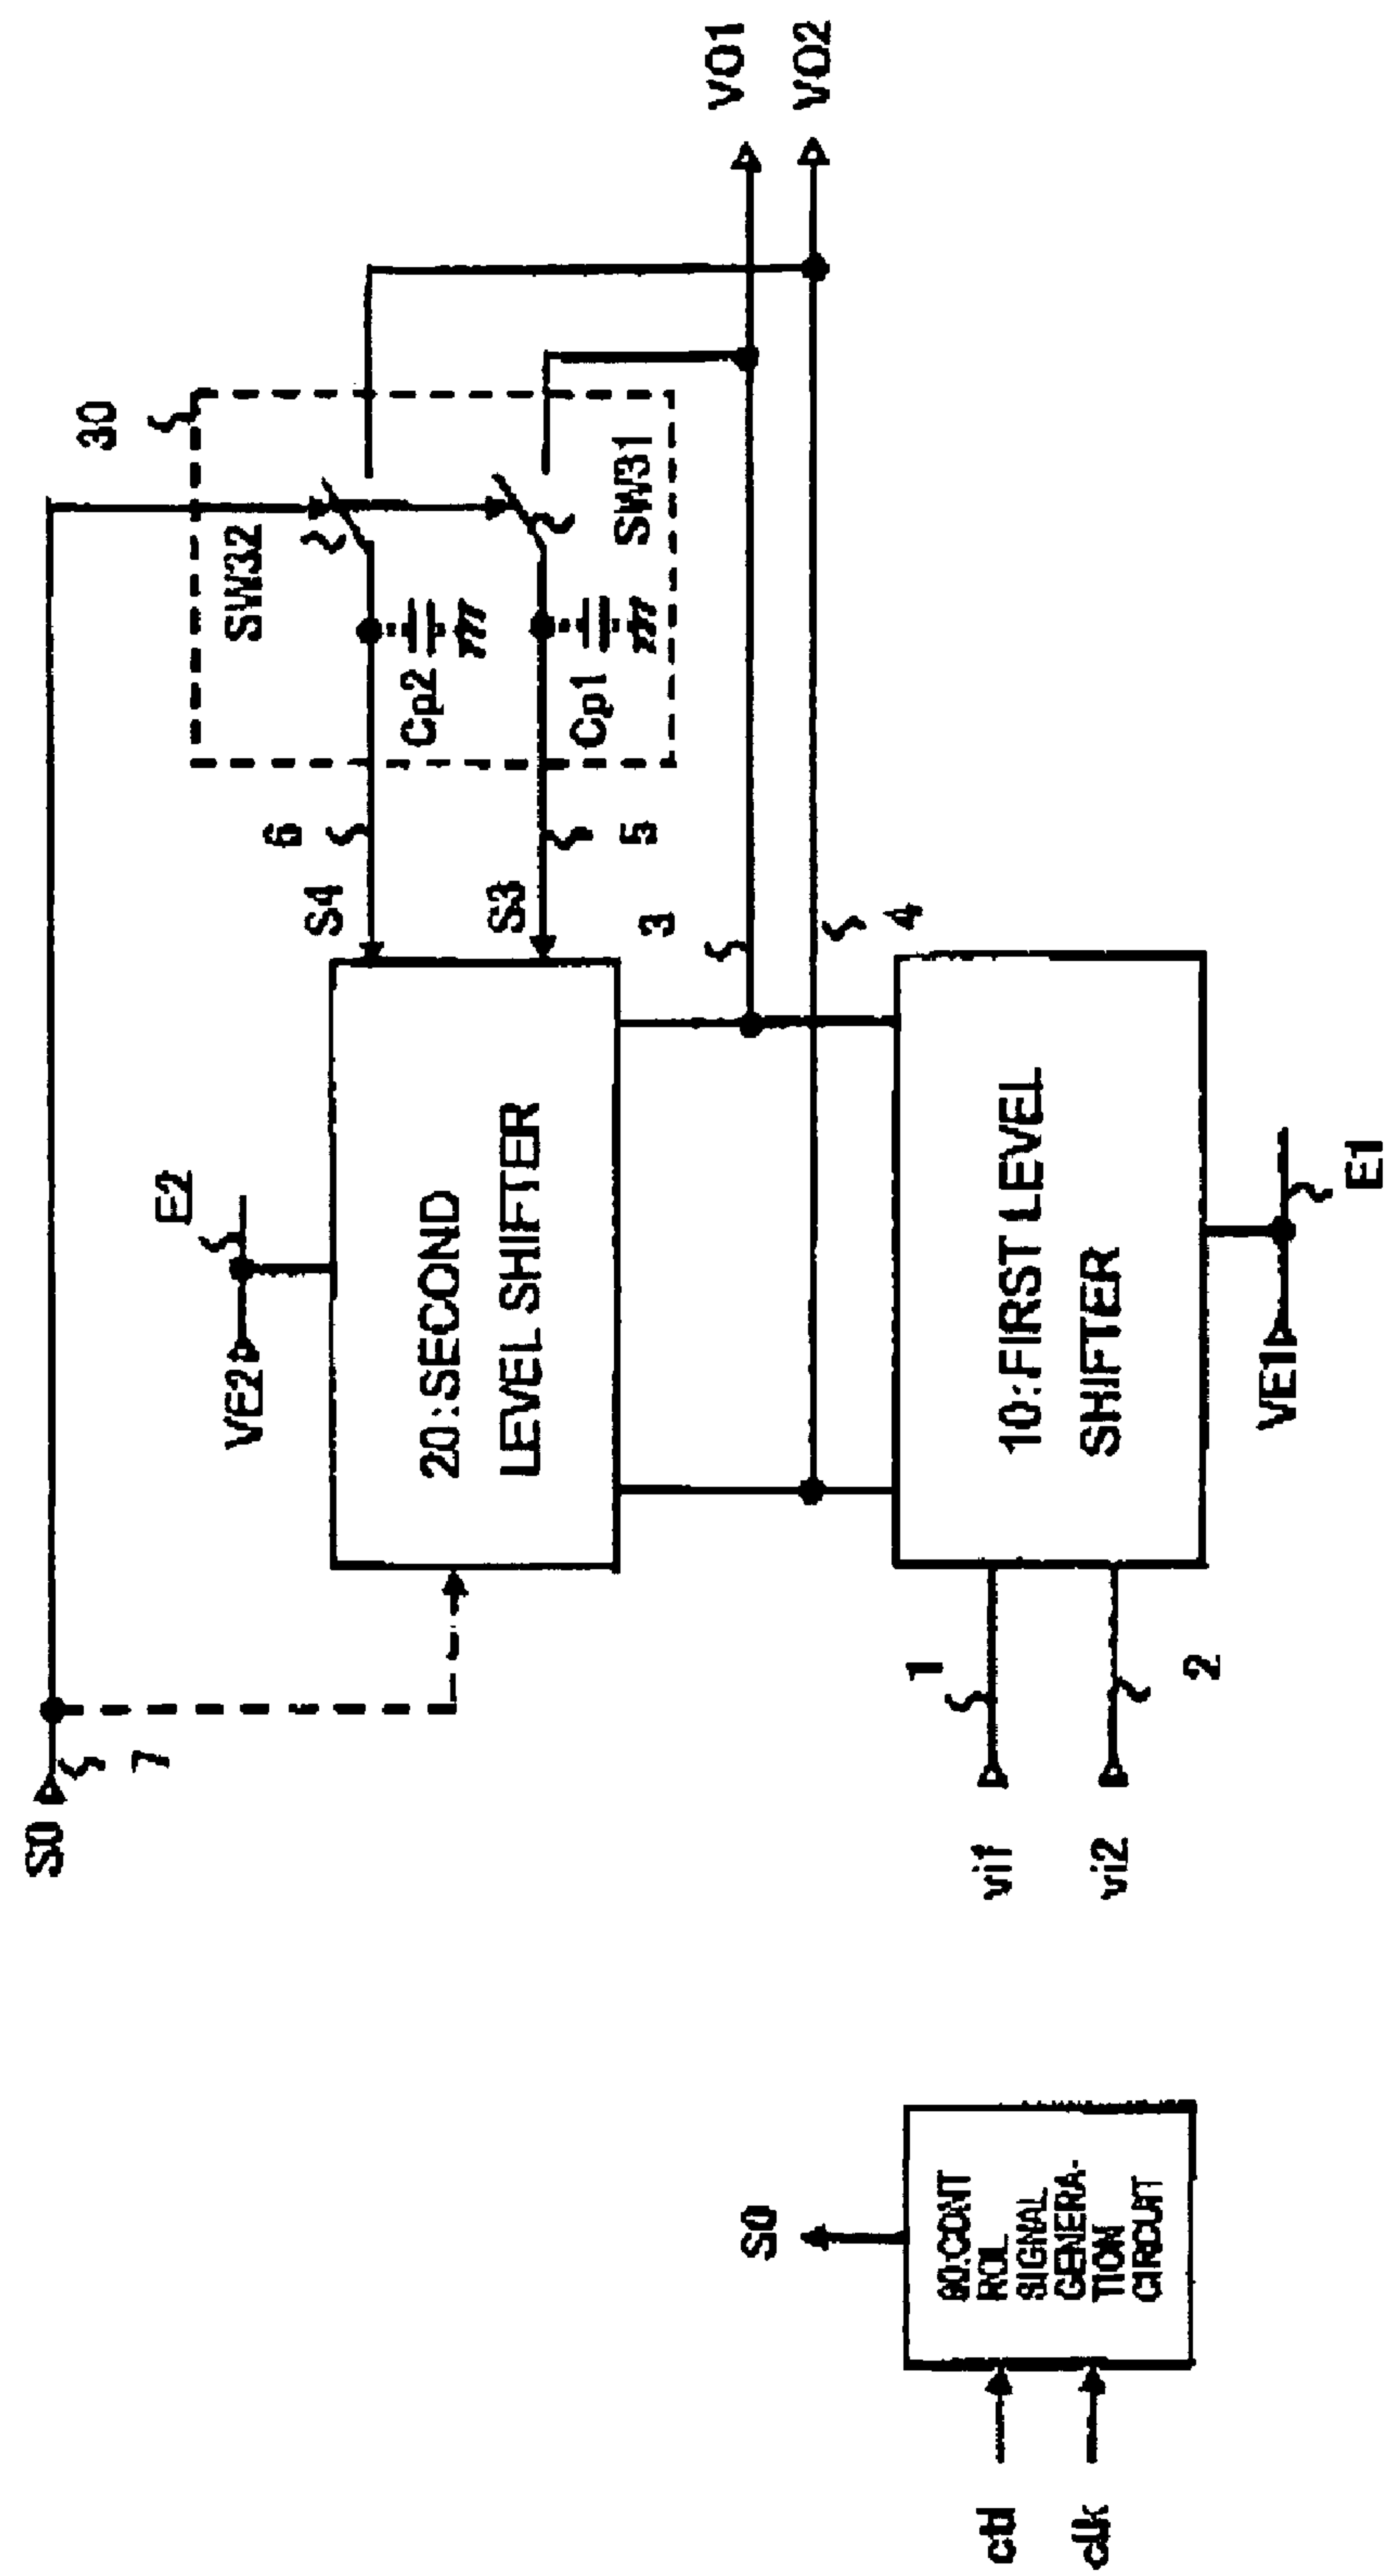 S0
7
VE2
E2
20:SECOND
LEVEL SHIFTER
S4
6
S3
5
30
SW32
Cp2
Cp1
SW31
3
4
VO1
VO2
1
vi1
2
vi2
10:FIRST LEVEL
SHIFTER
VE1
E1
S0
90:CONT
ROL
SIGNAL
GENERA-
TION
CIRCUIT
ctl
clk